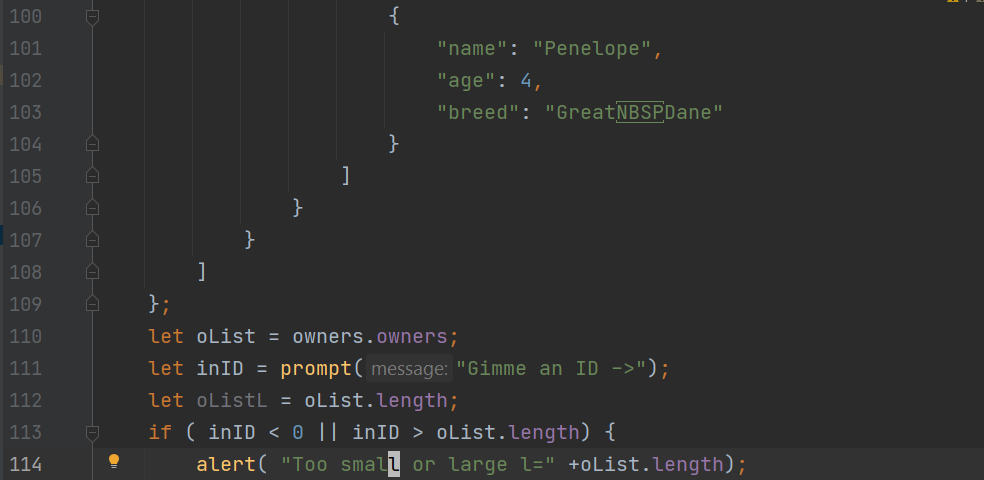 100 {
101 "name": "Penelope",
102 "age": 4,
103 "breed": "GreatNBSPDane"
104 }
105 ]
106 }
107 }
108 ]
109 };
110 let oList = owners.owners;
111 let inID = prompt( message: "Gimme an ID ->");
112 let oListL = oList.length;
113 if ( inID < 0 || inID > oList.length) {
114 alert( "Too small or large l=" +oList.length);